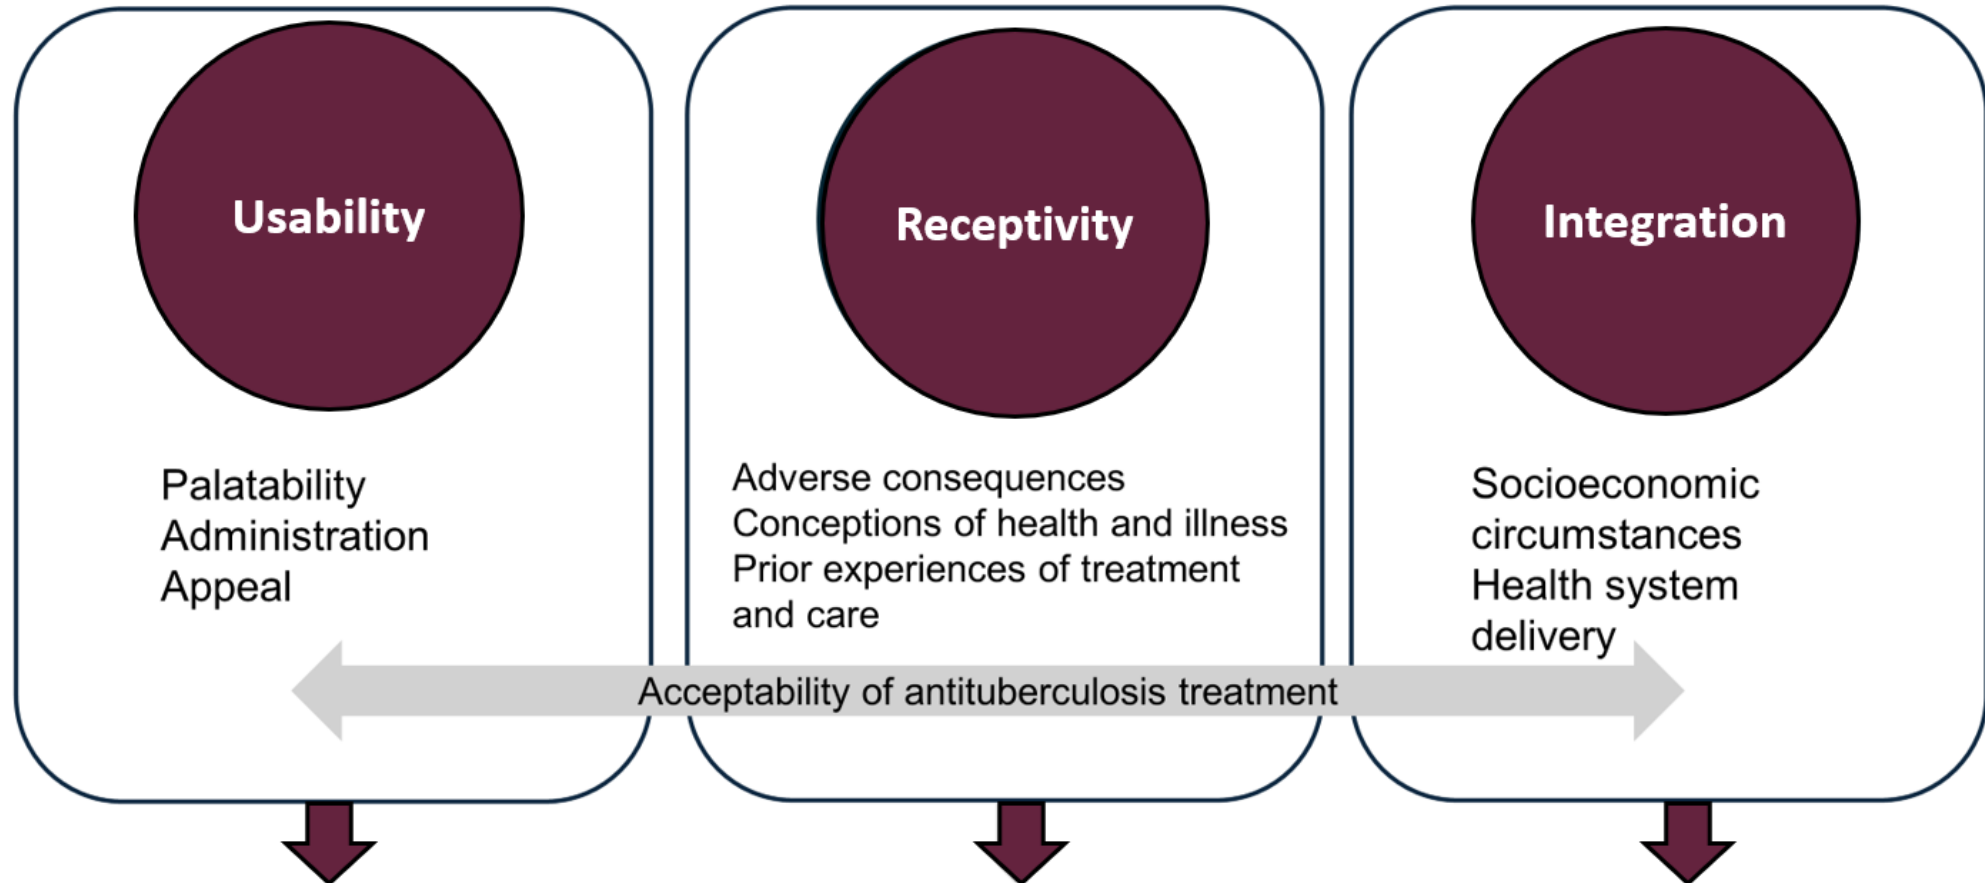 Usability
Palatability
Administration
Appeal
Receptivity
Adverse consequences
Conceptions of health and illness
Prior experiences of treatment
and care
Integration
Socioeconomic
circumstances
Health system
delivery
Acceptability of antituberculosis treatment